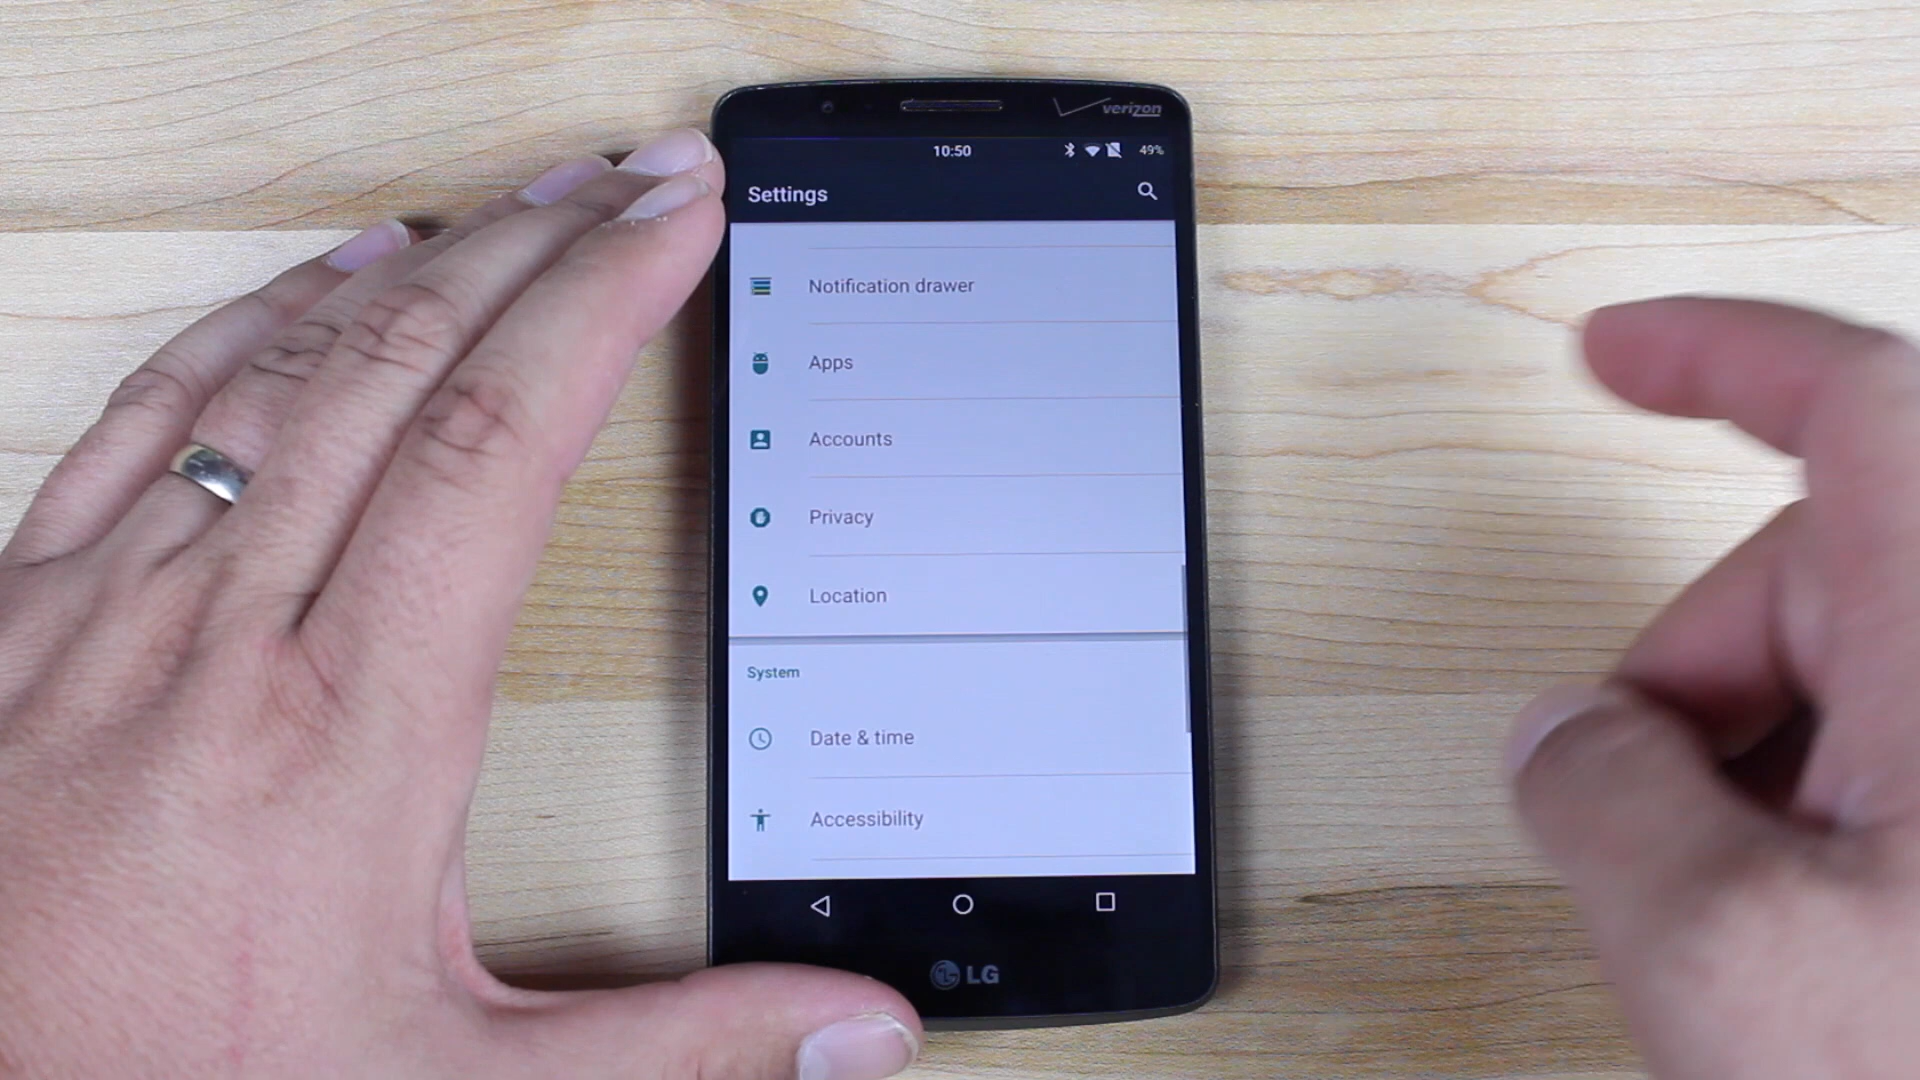 verizon
10:50 49%
Settings
Notification drawer
Apps
Accounts
Privacy
Location
System
Date & time
Accessibility
LG